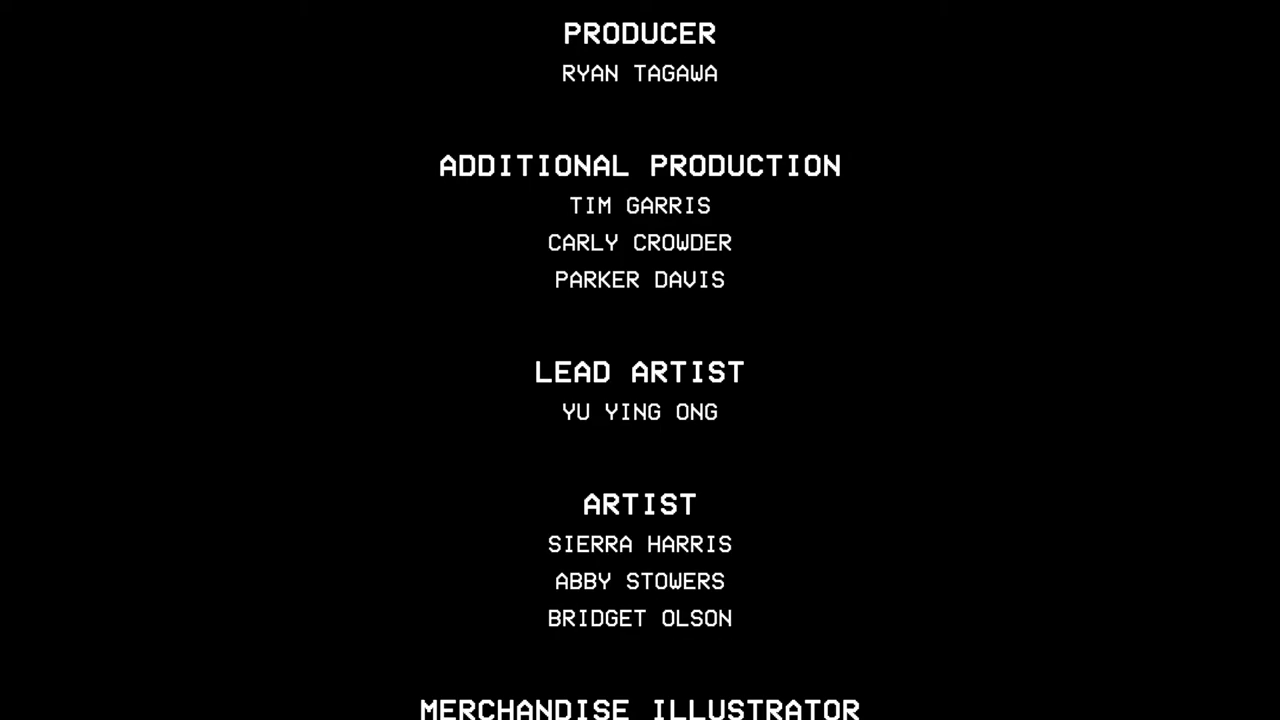 PRODUCER
RYAN TAGAWA
ADDITIONAL PRODUCTION
TIM GARRIS
CARLY CROWDER
PARKER DAVIS
LEAD ARTIST
YU YING ONG
ARTIST
SIERRA HARRIS
ABBY STOWERS
BRIDGET OLSON
MERCHANDISE ILLUSTRATOR